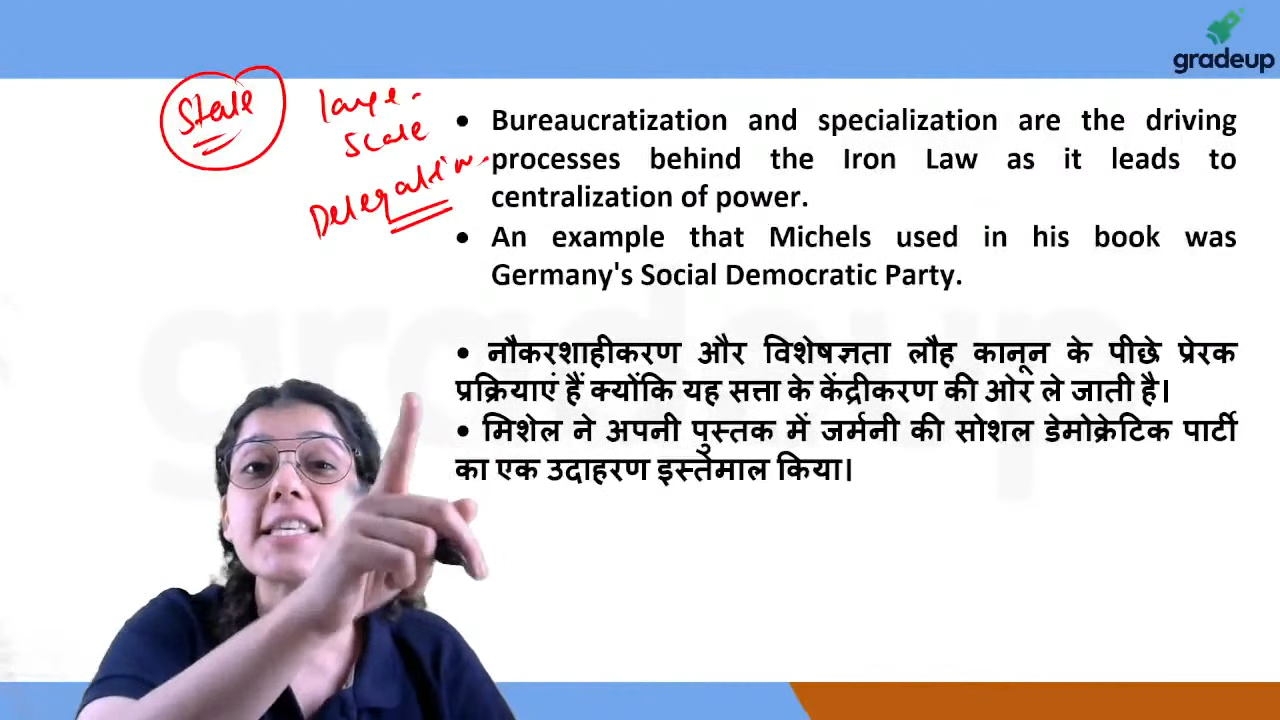 gradeup
State
large-
scale
Delegation
• Bureaucratization and specialization are the driving
processes behind the Iron Law as it leads to
centralization of power.
• An example that Michels used in his book was
Germany's Social Democratic Party.
• नौकरशाहीकरण और विशेषज्ञता लौह कानून के पीछे प्रेरक
प्रक्रियाएं हैं क्योंकि यह सत्ता के केंद्रीकरण की ओर ले जाती है।
• मिशेल ने अपनी पुस्तक में जर्मनी की सोशल डेमोक्रेटिक पार्टी
का एक उदाहरण इस्तेमाल किया।